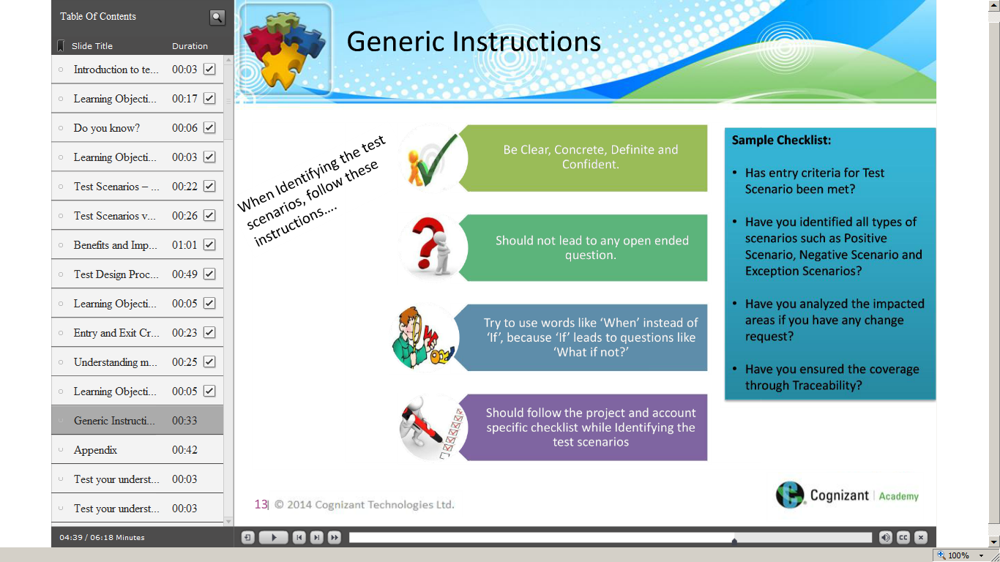 Table Of Contents
Slide Title Duration
Introduction to te... 00:03
Learning Objecti... 00:17
Do you know? 00:06
Learning Objecti... 00:03
Test Scenarios – ... 00:22
Test Scenarios v... 00:26
Benefits and Imp... 01:01
Test Design Proc... 00:49
Learning Objecti... 00:05
Entry and Exit Cr... 00:23
Understanding m... 00:25
Learning Objecti... 00:05
Generic Instructi... 00:33
Appendix 00:42
Test your underst... 00:03
Test your underst... 00:03
04:39 / 06:18 Minutes
Generic Instructions
When Identifying the test
scenarios, follow these
instructions....
Be Clear, Concrete, Definite and
Confident.
Should not lead to any open ended
question.
Try to use words like ‘When’ instead of
‘If’, because ‘If’ leads to questions like
‘What if not?’
Should follow the project and account
specific checklist while Identifying the
test scenarios
Sample Checklist:
• Has entry criteria for Test
Scenario been met?
• Have you identified all types of
scenarios such as Positive
Scenario, Negative Scenario and
Exception Scenarios?
• Have you analyzed the impacted
areas if you have any change
request?
• Have you ensured the coverage
through Traceability?
13| © 2014 Cognizant Technologies Ltd.
Cognizant | Academy
CC
100%